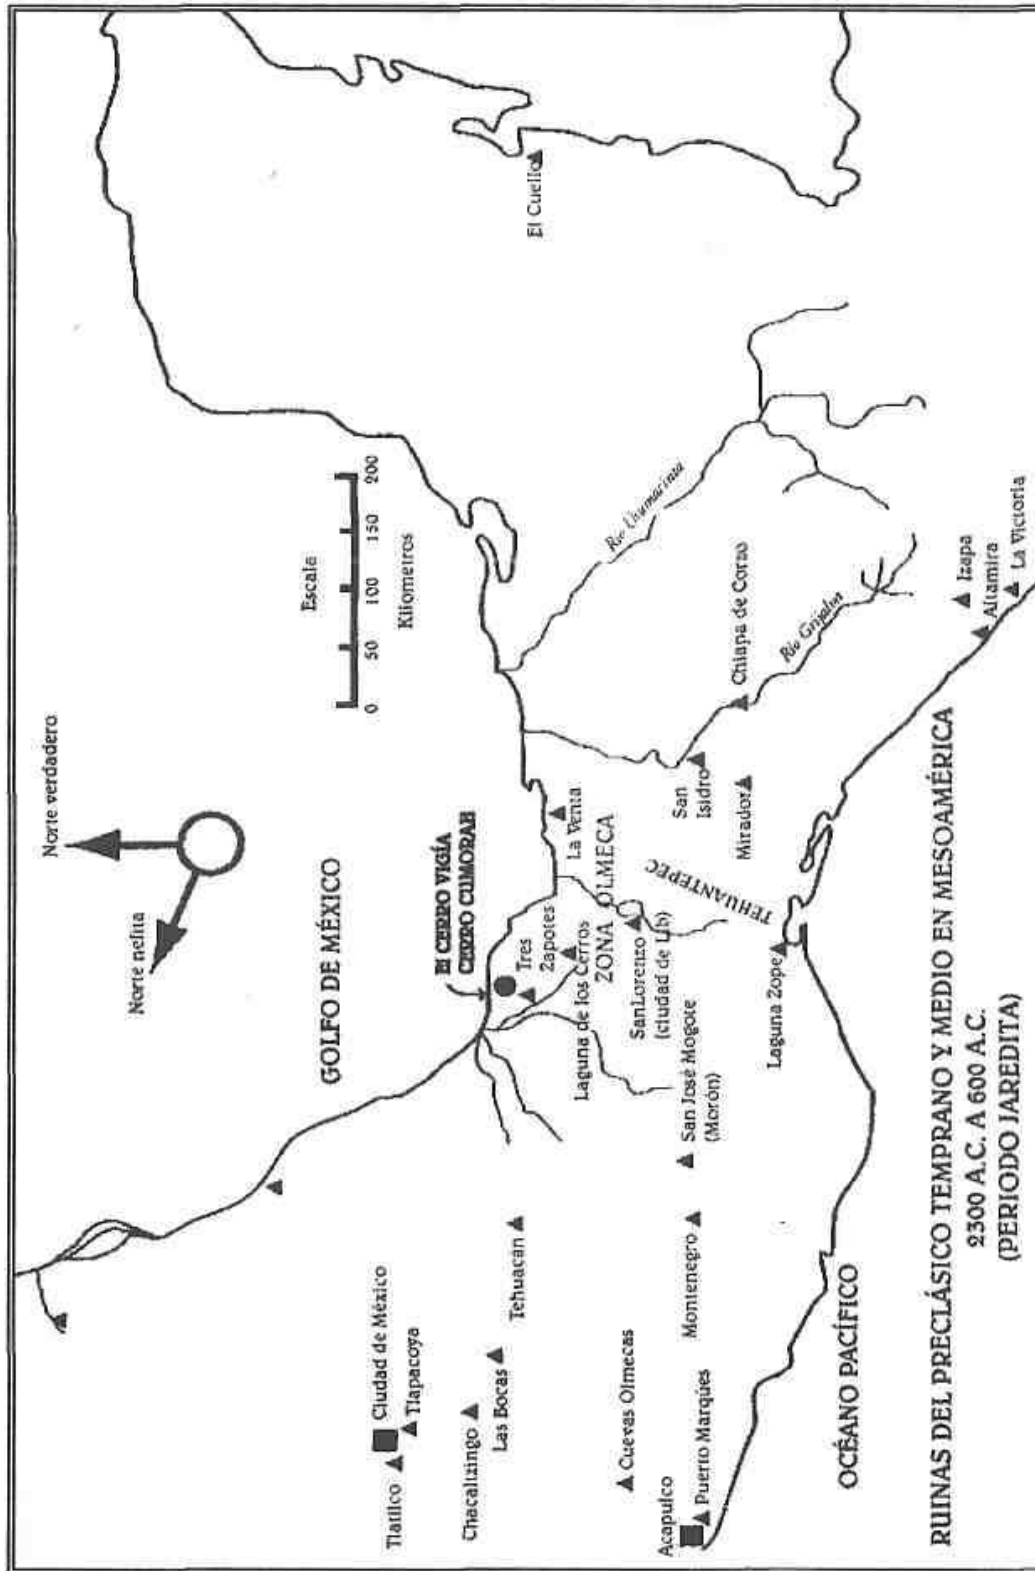 Norte verdadero
Norte nefita
GOLFO DE MÉXICO
Escala
0 50 100 150 200
Kilometros
El CERRO VIGÍA
CERRO CUMORAH
El Cuello
Ciudad de México
Tlatilco
Tlapacoya
Chacaltzingo
Las Bocas
Tehuacán
Tres
Zapotes
La Venta
Laguna de los Cerros
ZONA OLMECA
SanLorenzo
(ciudad de Lib)
TEHUANTEPEC
San
Isidro
Mirador
Chiapa de Corzo
Río Usumacinta
Río Grijalva
Cuevas Olmecas
San José Mogote
(Morón)
Montenegro
Acapulco
Puerto Marqúes
Laguna Zope
Izapa
Altamira
La Victoria
OCÉANO PACÍFICO
RUINAS DEL PRECLÁSICO TEMPRANO Y MEDIO EN MESOAMÉRICA
2300 A.C. A 600 A.C.
(PERIODO JAREDITA)